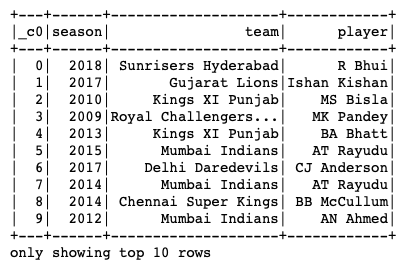 +---+------+--------------------+------------+
|_c0|season|                team|      player|
+---+------+--------------------+------------+
|  0|  2018| Sunrisers Hyderabad|      R Bhui|
|  1|  2017|       Gujarat Lions|Ishan Kishan|
|  2|  2010|     Kings XI Punjab|    MS Bisla|
|  3|  2009|Royal Challengers...|   MK Pandey|
|  4|  2013|     Kings XI Punjab|    BA Bhatt|
|  5|  2015|      Mumbai Indians|   AT Rayudu|
|  6|  2017|    Delhi Daredevils| CJ Anderson|
|  7|  2014|      Mumbai Indians|   AT Rayudu|
|  8|  2014| Chennai Super Kings| BB McCullum|
|  9|  2012|      Mumbai Indians|    AN Ahmed|
+---+------+--------------------+------------+
only showing top 10 rows